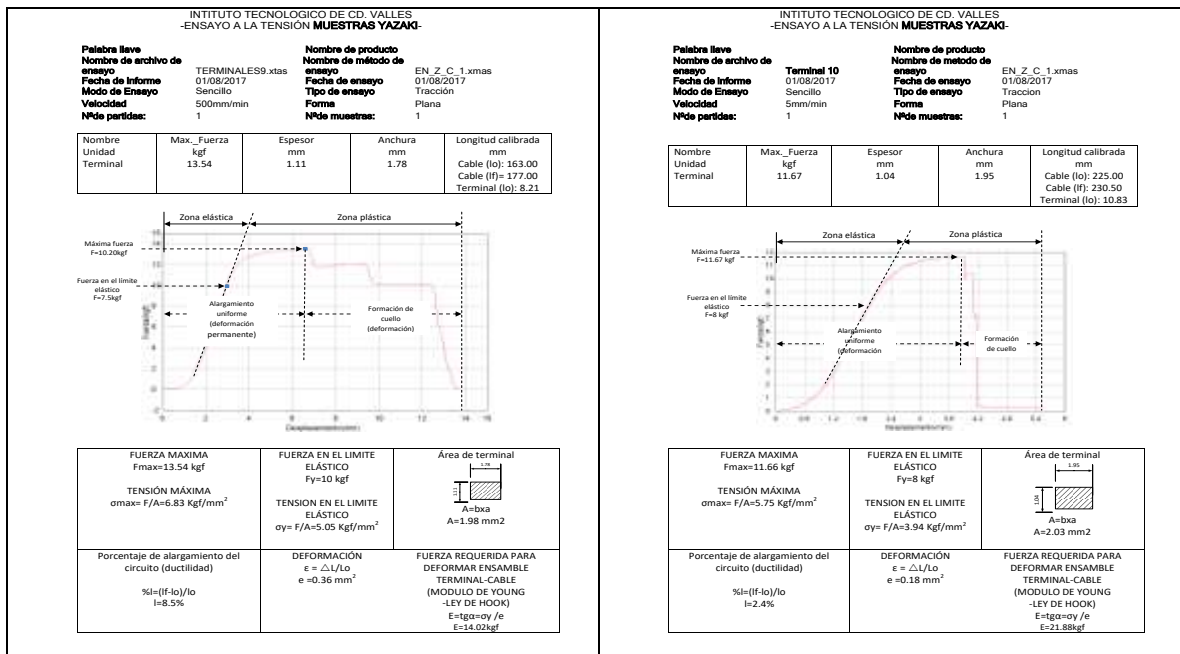 INTITUTO TECNOLOGICO DE CD. VALLES
-ENSAYO A LA TENSIÓN MUESTRAS YAZAKI-
Palabra llave Nombre de producto
Nombre de archivo de ensayo TERMINALES9.xtas Nombre de método de ensayo EN_Z_C_1.xmas
Fecha de Informe 01/08/2017 Fecha de ensayo 01/08/2017
Modo de Ensayo Sencillo Tipo de ensayo Tracción
Velocidad 500mm/min Forma Plana
Nºde partidas: 1 Nºde muestras: 1
Nombre Max._Fuerza Espesor Anchura Longitud calibrada
Unidad kgf mm mm mm
Terminal 13.54 1.11 1.78 Cable (lo): 163.00
Cable (lf)= 177.00
Terminal (lo): 8.21
Zona elástica Zona plástica
Máxima fuerza
F=10.20kgf
Fuerza en el límite
elástico
F=7.5kgf
Alargamiento
uniforme
(deformación
permanente)
Formación de
cuello
(deformación)
FUERZA MAXIMA
Fmax=13.54 kgf
TENSIÓN MÁXIMA
σmax= F/A=6.83 Kgf/mm²
FUERZA EN EL LIMITE
ELÁSTICO
Fy=10 kgf
TENSION EN EL LIMITE
ELÁSTICO
σy= F/A=5.05 Kgf/mm²
Área de terminal
1.78
1.11
A=bxa
A=1.98 mm2
Porcentaje de alargamiento del
circuito (ductilidad)
%l=(lf-lo)/lo
l=8.5%
DEFORMACIÓN
ε = △L/Lo
e =0.36 mm²
FUERZA REQUERIDA PARA
DEFORMAR ENSAMBLE
TERMINAL-CABLE
(MODULO DE YOUNG
-LEY DE HOOK)
E=tgα=σy /e
E=14.02kgf
INTITUTO TECNOLOGICO DE CD. VALLES
-ENSAYO A LA TENSIÓN MUESTRAS YAZAKI-
Palabra llave Nombre de producto
Nombre de archivo de ensayo Terminal 10 Nombre de metodo de ensayo EN_Z_C_1.xmas
Fecha de Informe 01/08/2017 Fecha de ensayo 01/08/2017
Modo de Ensayo Sencillo Tipo de ensayo Traccion
Velocidad 5mm/min Forma Plana
Nºde partidas: 1 Nºde muestras: 1
Nombre Max._Fuerza Espesor Anchura Longitud calibrada
Unidad kgf mm mm mm
Terminal 11.67 1.04 1.95 Cable (lo): 225.00
Cable (lf): 230.50
Terminal (lo): 10.83
Zona elástica Zona plástica
Máxima fuerza
F=11.67 kgf
Fuerza en el límite
elástico
F=8 kgf
Alargamiento
uniforme
(deformación
Formación
de cuello
FUERZA MAXIMA
Fmax=11.66 kgf
TENSIÓN MÁXIMA
σmax= F/A=5.75 Kgf/mm²
FUERZA EN EL LIMITE
ELÁSTICO
Fy=8 kgf
TENSION EN EL LIMITE
ELÁSTICO
σy= F/A=3.94 Kgf/mm²
Área de terminal
1.95
1.04
A=bxa
A=2.03 mm2
Porcentaje de alargamiento del
circuito (ductilidad)
%l=(lf-lo)/lo
l=2.4%
DEFORMACIÓN
ε = △L/Lo
e =0.18 mm²
FUERZA REQUERIDA PARA
DEFORMAR ENSAMBLE
TERMINAL-CABLE
(MODULO DE YOUNG
-LEY DE HOOK)
E=tgα=σy /e
E=21.88kgf